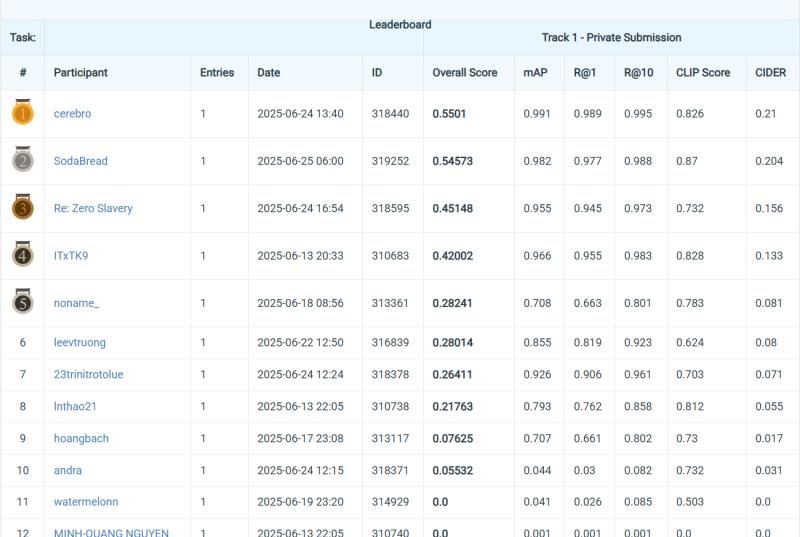 Leaderboard
Task: Track 1 - Private Submission
# Participant Entries Date ID Overall Score mAP R@1 R@10 CLIP Score CIDER
1 cerebro 1 2025-06-24 13:40 318440 0.5501 0.991 0.989 0.995 0.826 0.21
2 SodaBread 1 2025-06-25 06:00 319252 0.54573 0.982 0.977 0.988 0.87 0.204
3 Re: Zero Slavery 1 2025-06-24 16:54 318595 0.45148 0.955 0.945 0.973 0.732 0.156
4 ITxTK9 1 2025-06-13 20:33 310683 0.42002 0.966 0.955 0.983 0.828 0.133
5 noname_ 1 2025-06-18 08:56 313361 0.28241 0.708 0.663 0.801 0.783 0.081
6 leevtruong 1 2025-06-22 12:50 316839 0.28014 0.855 0.819 0.923 0.624 0.08
7 23trinitrotolue 1 2025-06-24 12:24 318378 0.26411 0.926 0.906 0.961 0.703 0.071
8 lnthao21 1 2025-06-13 22:05 310738 0.21763 0.793 0.762 0.858 0.812 0.055
9 hoangbach 1 2025-06-17 23:08 313117 0.07625 0.707 0.661 0.802 0.73 0.017
10 andra 1 2025-06-24 12:15 318371 0.05532 0.044 0.03 0.082 0.732 0.031
11 watermelonn 1 2025-06-19 23:20 314929 0.0 0.041 0.026 0.085 0.503 0.0
12 MINH-QUANG NGUYEN 1 2025-06-13 22:05 310740 0.0 0.001 0.001 0.001 0.0 0.0